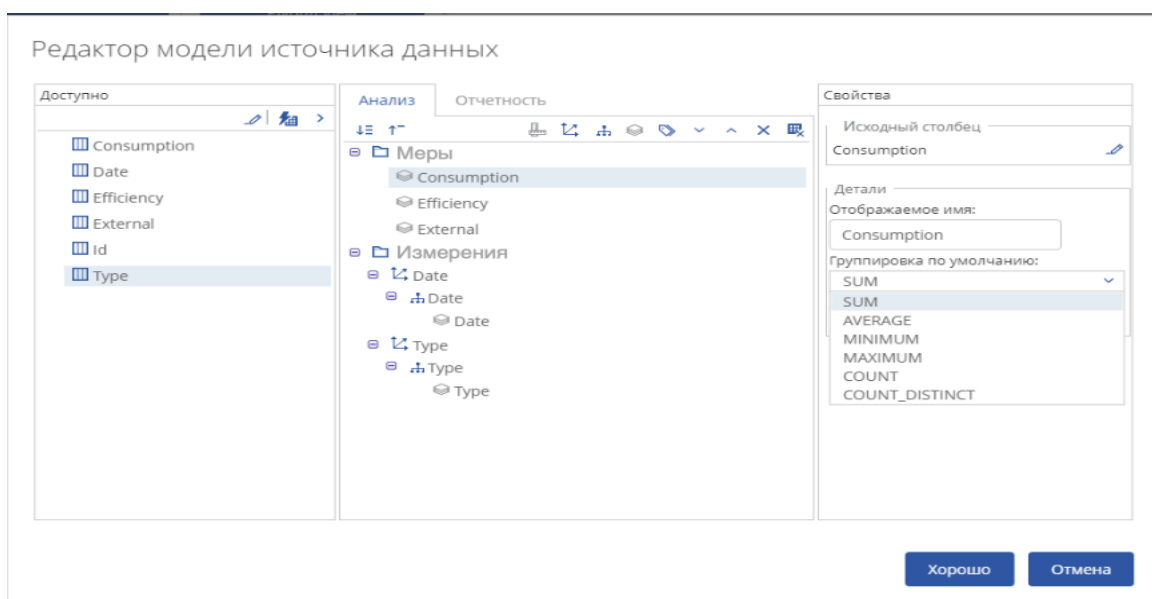 Редактор модели источника данных
Доступно
Consumption
Date
Efficiency
External
Id
Type
Анализ
Отчетность
Меры
Consumption
Efficiency
External
Измерения
Date
Date
Date
Type
Type
Type
Свойства
Исходный столбец
Consumption
Детали
Отображаемое имя:
Consumption
Группировка по умолчанию:
SUM
SUM
AVERAGE
MINIMUM
MAXIMUM
COUNT
COUNT_DISTINCT
Хорошо
Отмена